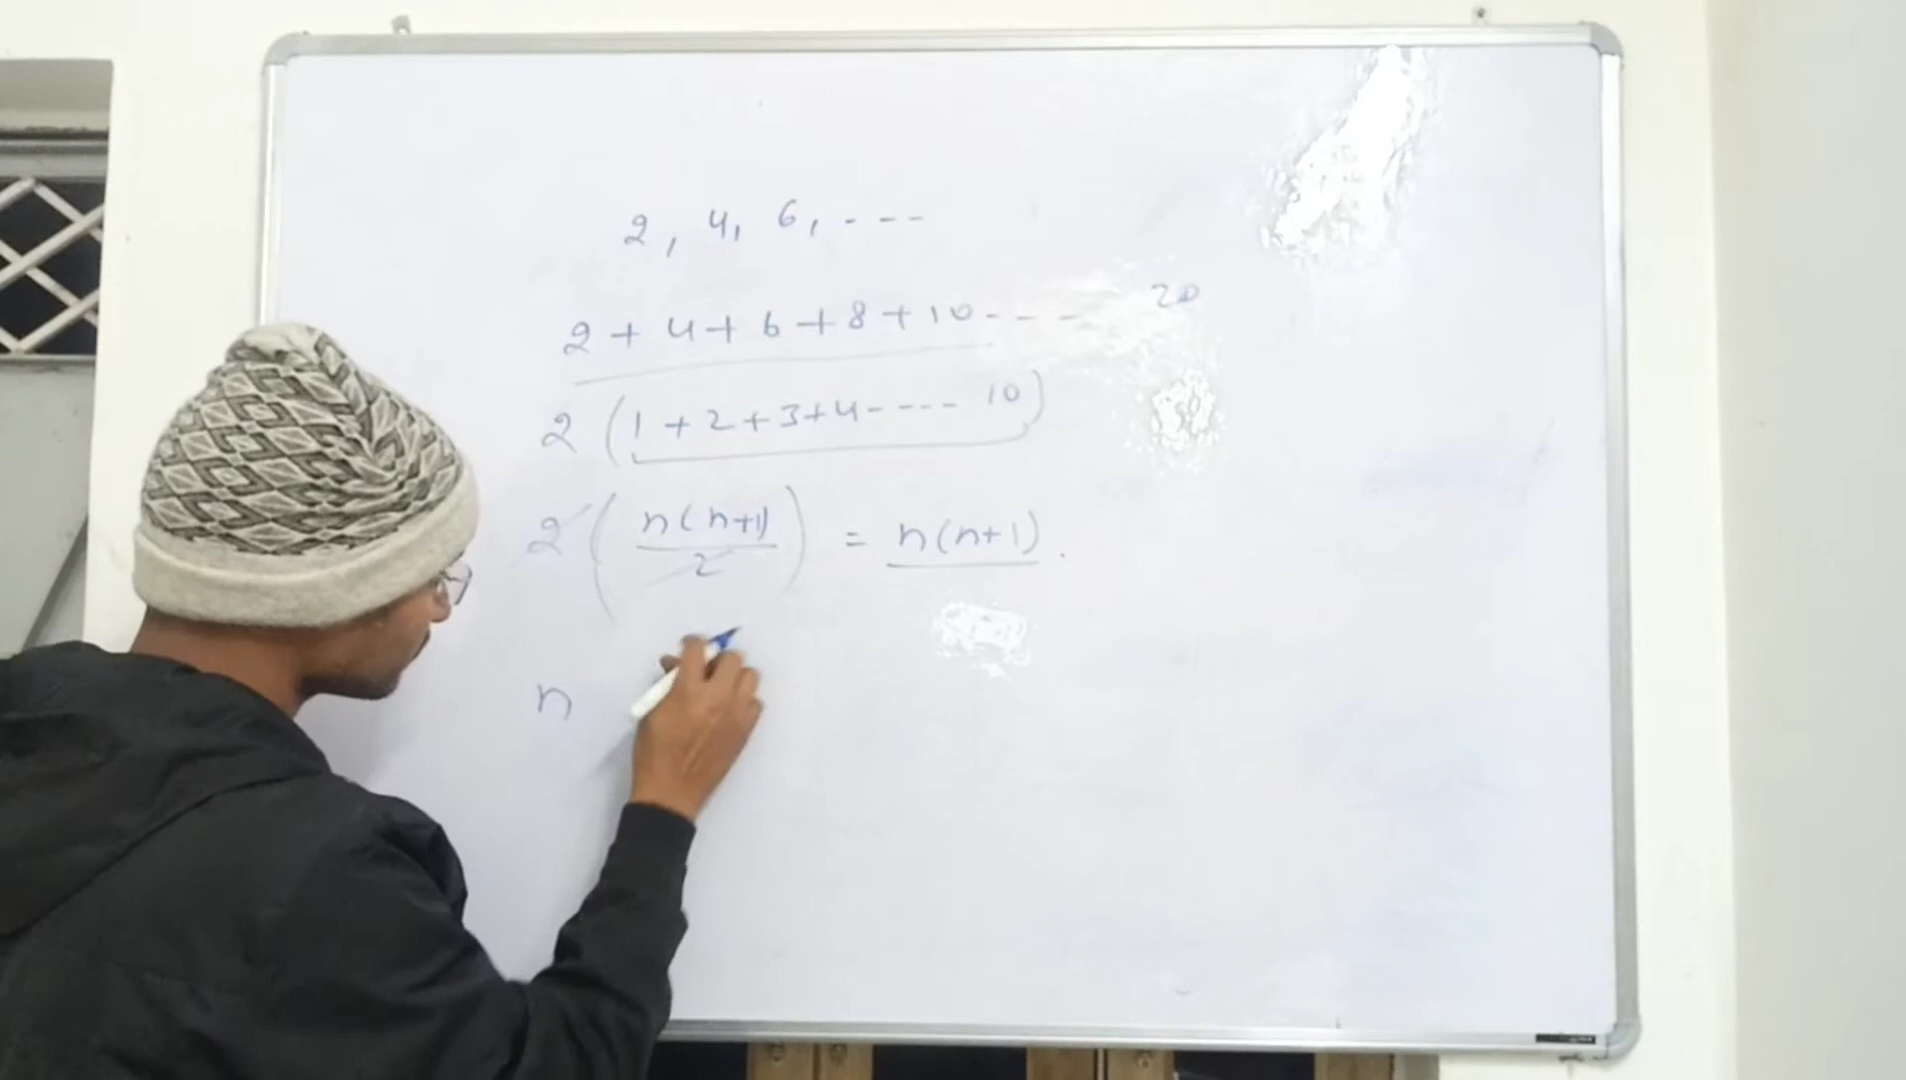 2, 4, 6, ----
2 + 4 + 6 + 8 + 10 - - - - 20
2 (1 + 2 + 3 + 4 ----- 10)
2 ( n(n+1) / 2 ) = n(n+1).
n